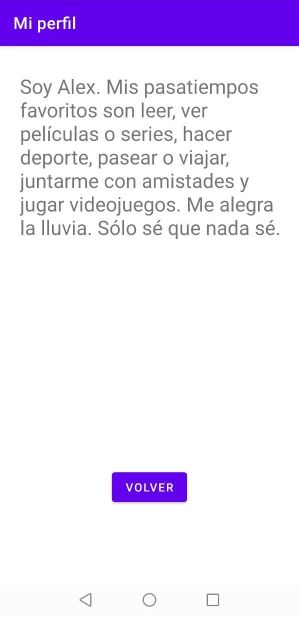 Mi perfil
Soy Alex. Mis pasatiempos
favoritos son leer, ver
películas o series, hacer
deporte, pasear o viajar,
juntarme con amistades y
jugar videojuegos. Me alegra
la lluvia. Sólo sé que nada sé.
VOLVER